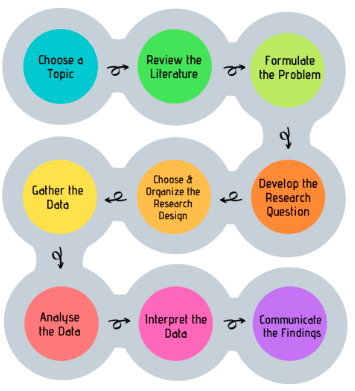 Choose a
Topic
Review the
Literature
Formulate
the Problem
Develop the
Research
Question
Choose &
Organize the
Research
Design
Gather the
Data
Analyse
the Data
Interpret the
Data
Communicate
the Findings